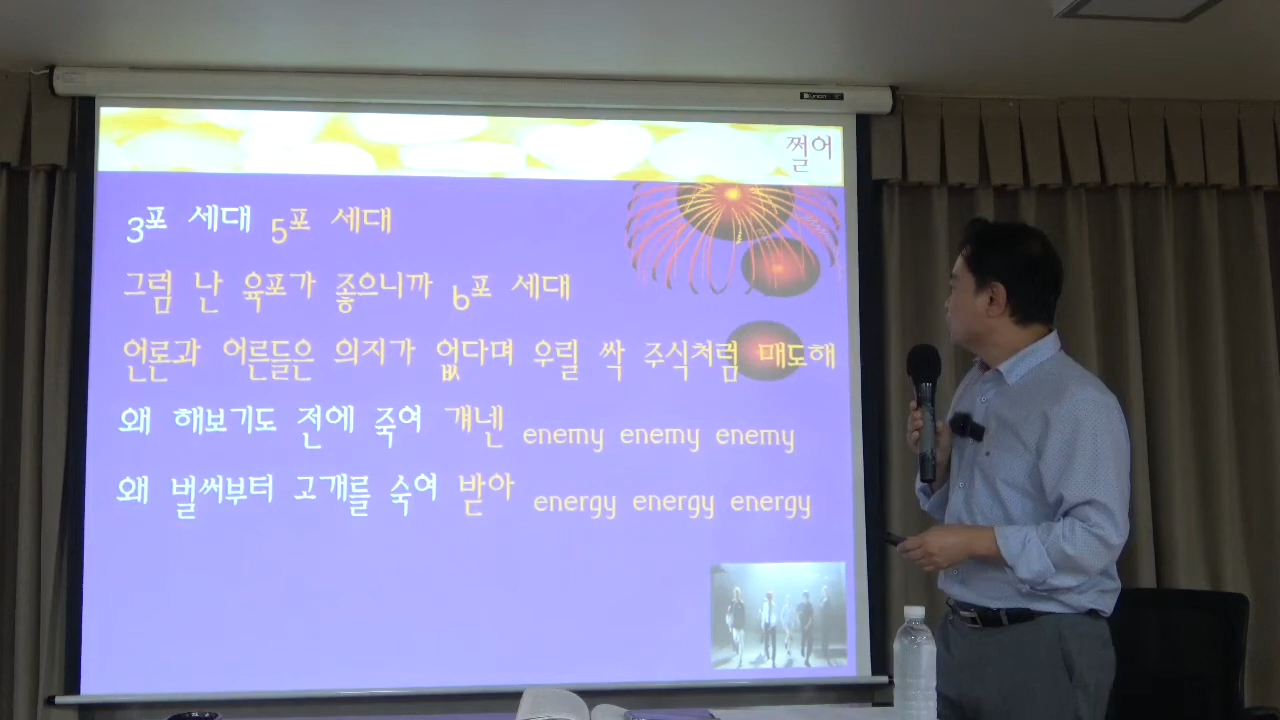 쩔어
3포 세대 5포 세대
그럼 난 육포가 좋으니까 6포 세대
언론과 어른들은 의지가 없다며 우릴 싹 주식처럼 매도해
왜 해보기도 전에 죽여 걔넨 enemy enemy enemy
왜 벌써부터 고개를 숙여 받아 energy energy energy